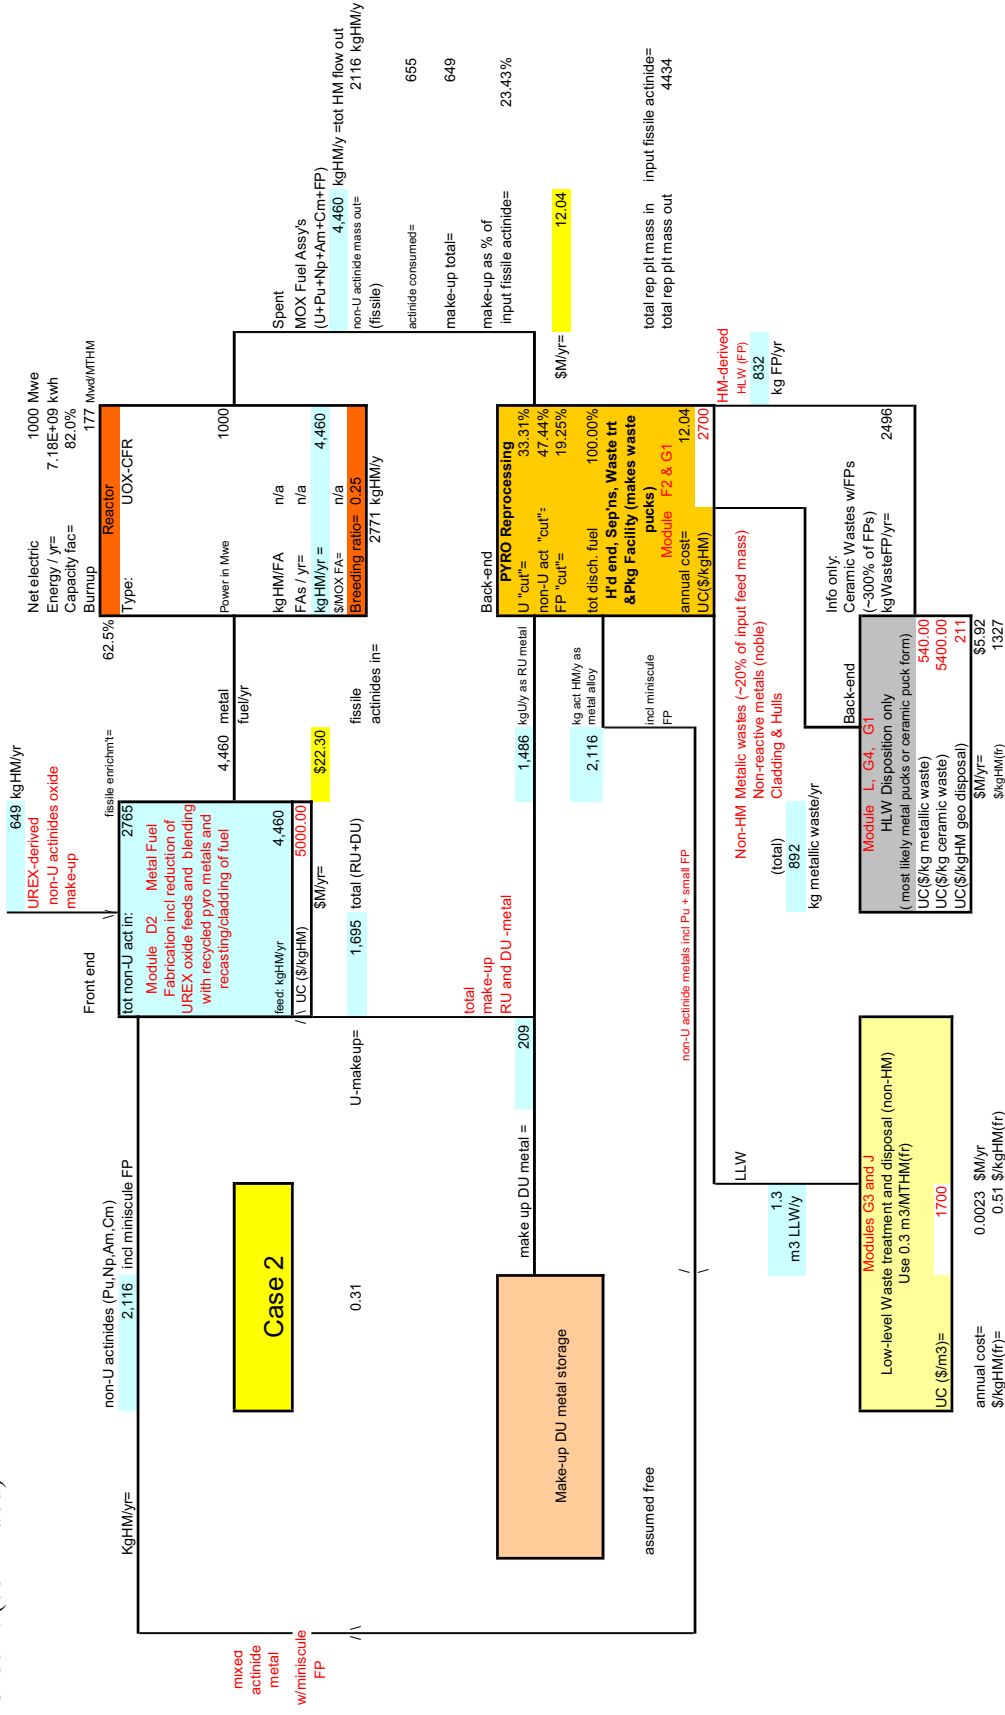 649 kgHM/yr
UREX-derived
non-U actinides oxide
make-up
Net electric 1000 Mwe
Energy / yr= 7.18E+09 kwh
Capacity fac= 82.0%
Burnup 177 Mwd/MTHM
Front end
fissile enrichm't= 62.5%
non-U actinides (Pu,Np,Am,Cm)
KgHM/yr= 2,116 incl miniscule FP
tot non-U act in: 2765
Module D2 Metal Fuel
Fabrication incl reduction of
UREX oxide feeds and blending
with recycled pyro metals and
recasting/cladding of fuel
feed: kgHM/yr 4,460
UC ($/kgHM) 5000.00
$M/yr= $22.30
4,460 metal
fuel/yr
Reactor
Type: UOX-CFR
Power in Mwe 1000
kgHM/FA n/a
FAs / yr= n/a
kgHM/yr = 4,460
$/MOX FA= n/a
Breeding ratio= 0.25
fissile
actinides in= 2771 kgHM/y
Spent
MOX Fuel Assy's
(U+Pu+Np+Am+Cm+FP)
4,460 kgHM/y =tot HM flow out
non-U actinide mass out= 2116 kgHM/y
(fissile)
actinide consumed= 655
make-up total= 649
make-up as % of
input fissile actinide= 23.43%
mixed
actinide
metal
w/miniscule
FP
Case 2
0.31
U-makeup= 1,695 total (RU+DU)
total
make-up
RU and DU -metal
make up DU metal = 209
Make-up DU metal storage
assumed free
1,486 kgU/y as RU metal
kg act HM/y as
2,116 metal alloy
incl miniscule
FP
non-U actinide metals incl Pu + small FP
Back-end
PYRO Reprocessing
U "cut"= 33.31%
non-U act "cut"= 47.44%
FP "cut"= 19.25%
tot disch. fuel 100.00%
H'd end, Sep'ns, Waste trt
&Pkg Facility (makes waste
pucks)
Module F2 & G1
annual cost= 12.04
UC($/kgHM) 2700
$M/yr= 12.04
total rep plt mass in input fissile actinide=
total rep plt mass out 4434
HM-derived
HLW (FP)
832
kg FP/yr
Non-HM Metalic wastes (~20% of input feed mass)
Non-reactive metals (noble)
Cladding & Hulls
(total)
892
kg metallic waste/yr
LLW
1.3
m3 LLW/y
Info only:
Ceramic Wastes w/FPs
(~300% of FPs)
kgWasteFP/yr= 2496
Back-end
Module L, G4, G1
HLW Disposition only
( most likely metal pucks or ceramic puck form)
UC($/kg metallic waste) 540.00
UC($/kg ceramic waste) 5400.00
UC($/kgHM geo disposal) 211
$M/yr= $5.92
$/kgHM(fr) 1327
Modules G3 and J
Low-level Waste treatment and disposal (non-HM)
Use 0.3 m3/MTHM(fr)
UC ($/m3)= 1700
annual cost= 0.0023 $M/yr
$/kgHM(fr)= 0.51 $/kgHM(fr)